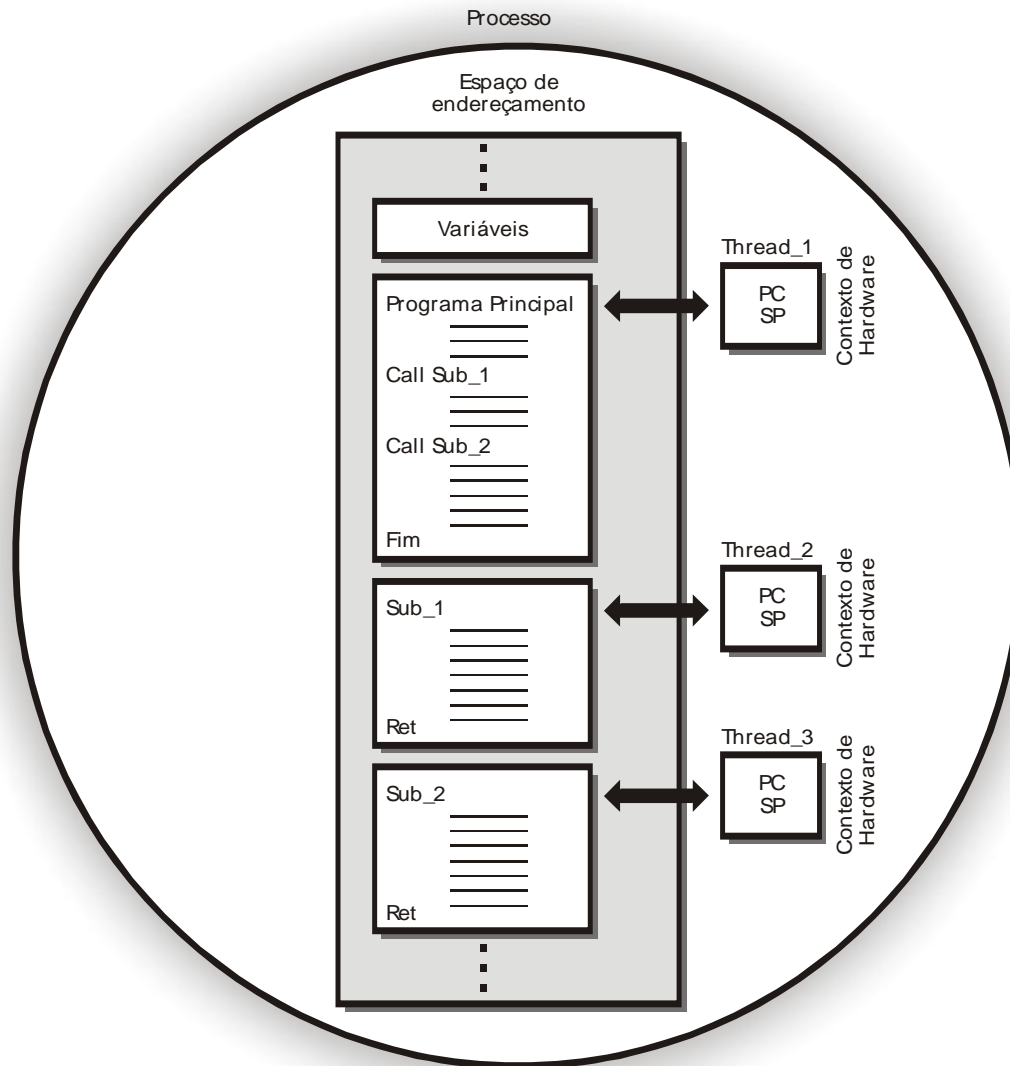 Processo
Espaço de
endereçamento
Variáveis
Programa Principal
Call Sub_1
Call Sub_2
Fim
Sub_1
Ret
Sub_2
Ret
Thread_1
PC
SP
Contexto de
Hardware
Thread_2
PC
SP
Contexto de
Hardware
Thread_3
PC
SP
Contexto de
Hardware